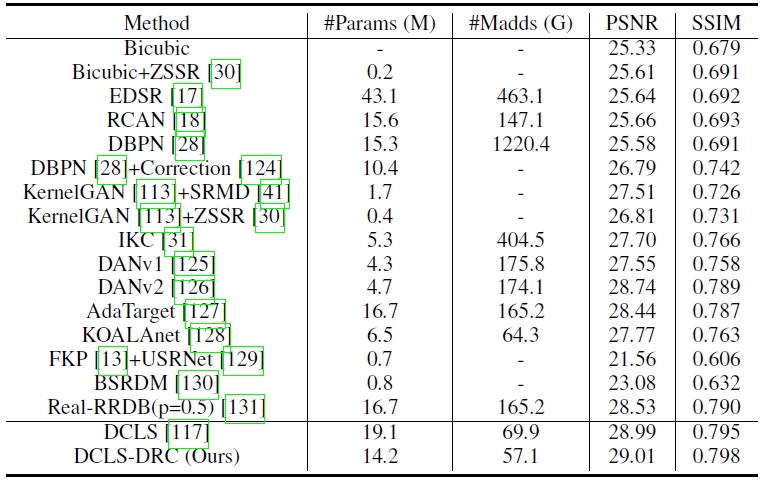 Method #Params (M) #Madds (G) PSNR SSIM
Bicubic - - 25.33 0.679
Bicubic+ZSSR [30] 0.2 - 25.61 0.691
EDSR [17] 43.1 463.1 25.64 0.692
RCAN [18] 15.6 147.1 25.66 0.693
DBPN [28] 15.3 1220.4 25.58 0.691
DBPN [28]+Correction [124] 10.4 - 26.79 0.742
KernelGAN [113]+SRMD [41] 1.7 - 27.51 0.726
KernelGAN [113]+ZSSR [30] 0.4 - 26.81 0.731
IKC [31] 5.3 404.5 27.70 0.766
DANv1 [125] 4.3 175.8 27.55 0.758
DANv2 [126] 4.7 174.1 28.74 0.789
AdaTarget [127] 16.7 165.2 28.44 0.787
KOALAnet [128] 6.5 64.3 27.77 0.763
FKP [13]+USRNet [129] 0.7 - 21.56 0.606
BSRDM [130] 0.8 - 23.08 0.632
Real-RRDB(p=0.5) [131] 16.7 165.2 28.53 0.790
DCLS [117] 19.1 69.9 28.99 0.795
DCLS-DRC (Ours) 14.2 57.1 29.01 0.798